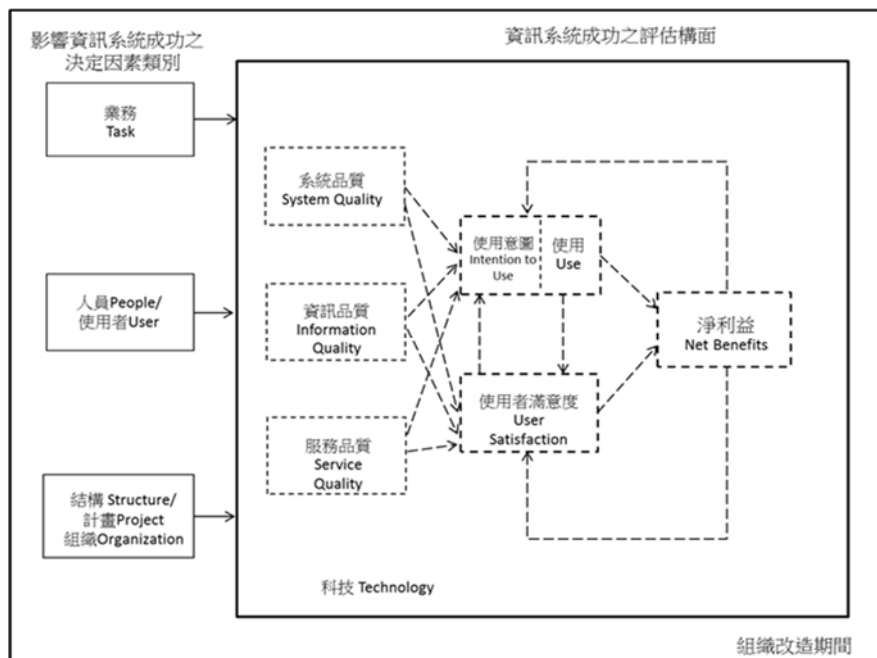 影響資訊系統成功之
決定因素類別
資訊系統成功之評估構面
業務
Task
人員People/
使用者User
結構 Structure/
計畫Project
組織Organization
系統品質
System Quality
資訊品質
Information
Quality
服務品質
Service
Quality
使用意圖
Intention to
Use
使用
Use
使用者滿意度
User
Satisfaction
淨利益
Net Benefits
科技 Technology
組織改造期間